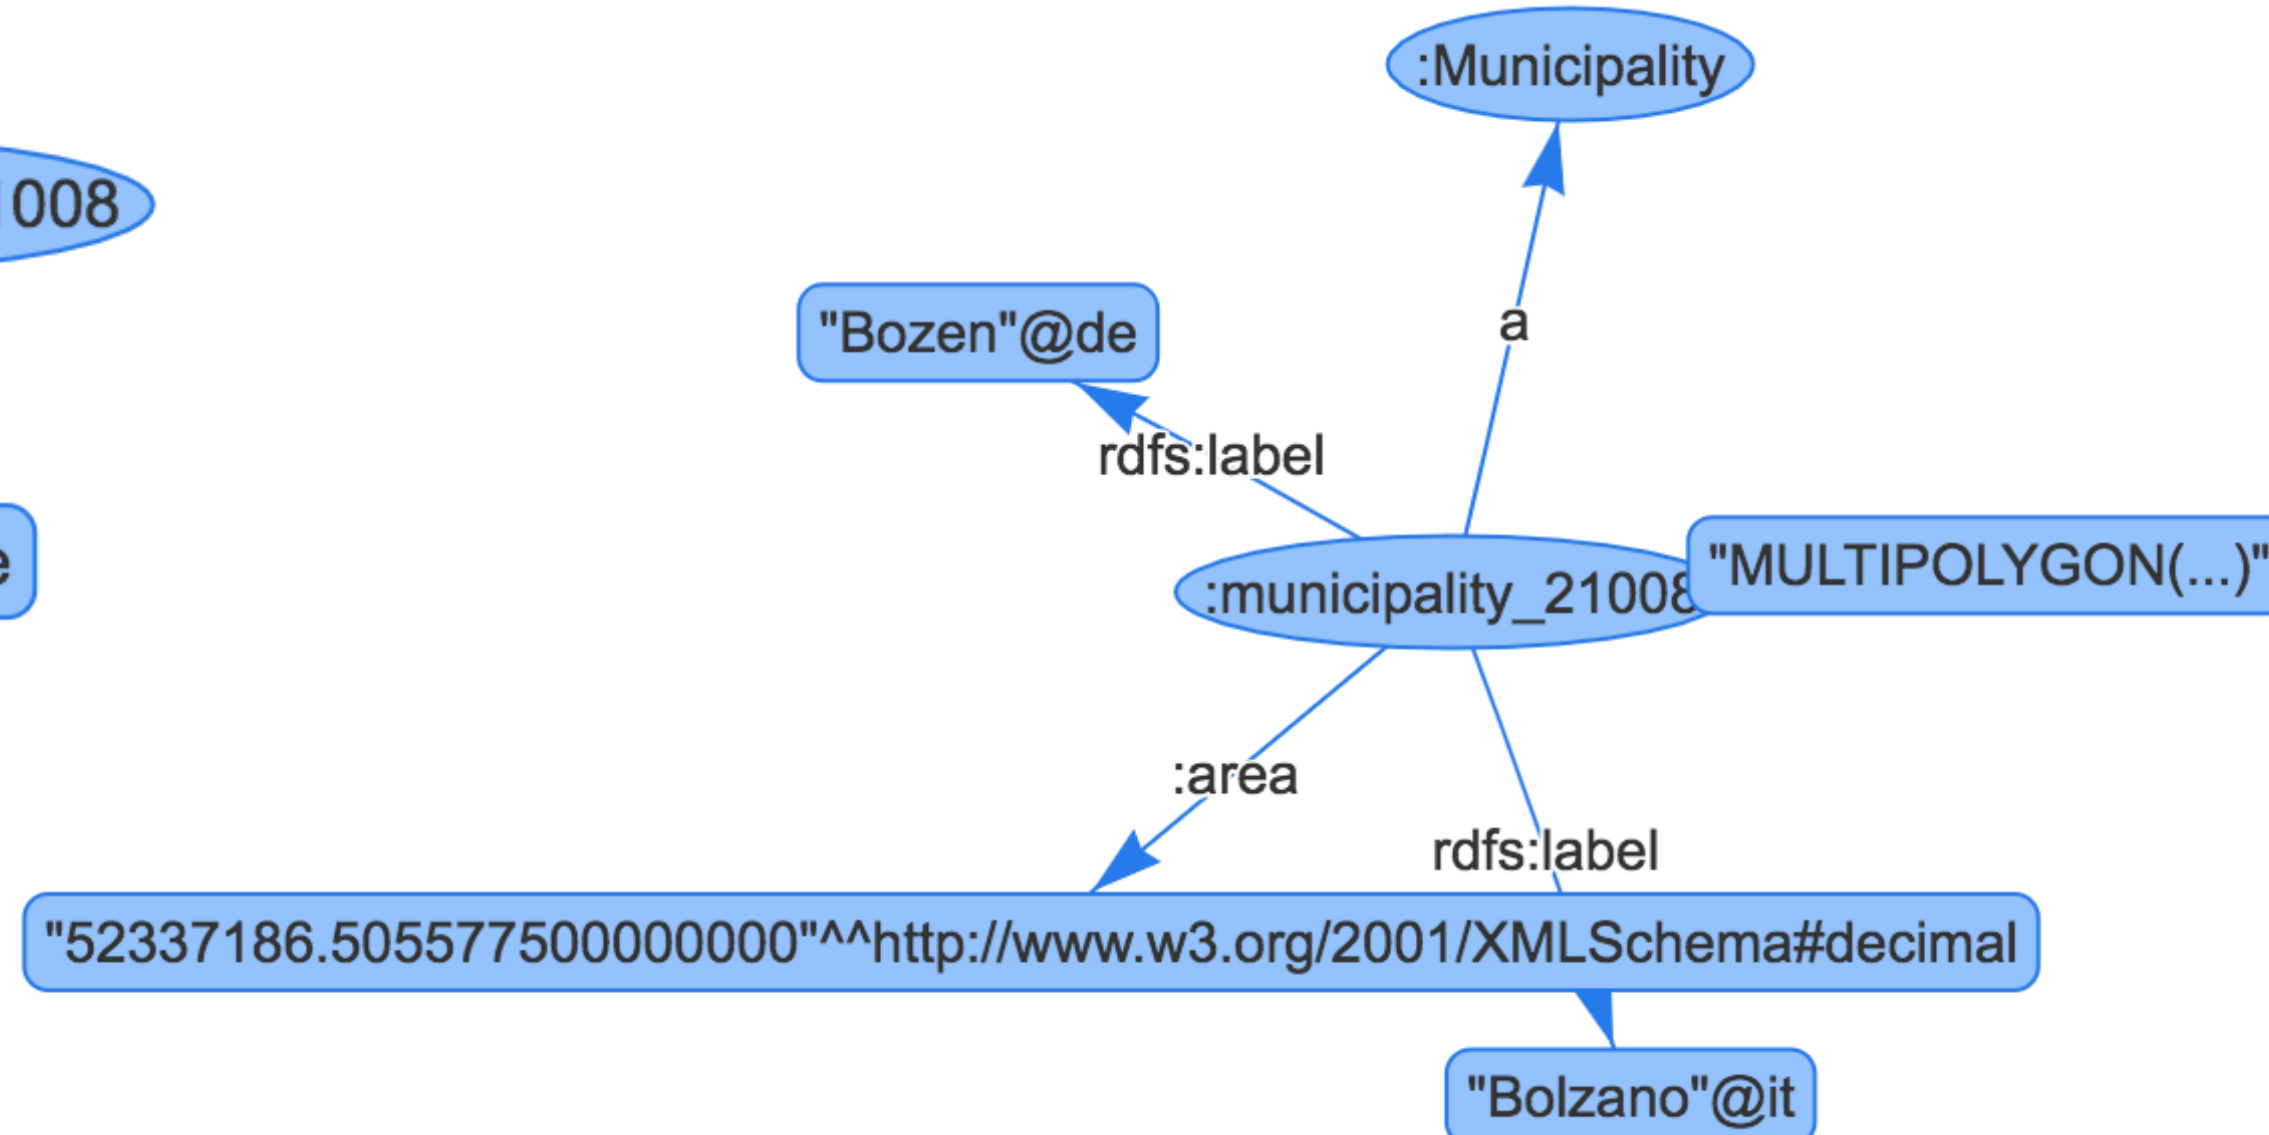 :Municipality
1008
"Bozen"@de
a
rdfs:label
"MULTIPOLYGON(...)"
:municipality_21008
:area
rdfs:label
"52337186.505577500000000"^^http://www.w3.org/2001/XMLSchema#decimal
"Bolzano"@it